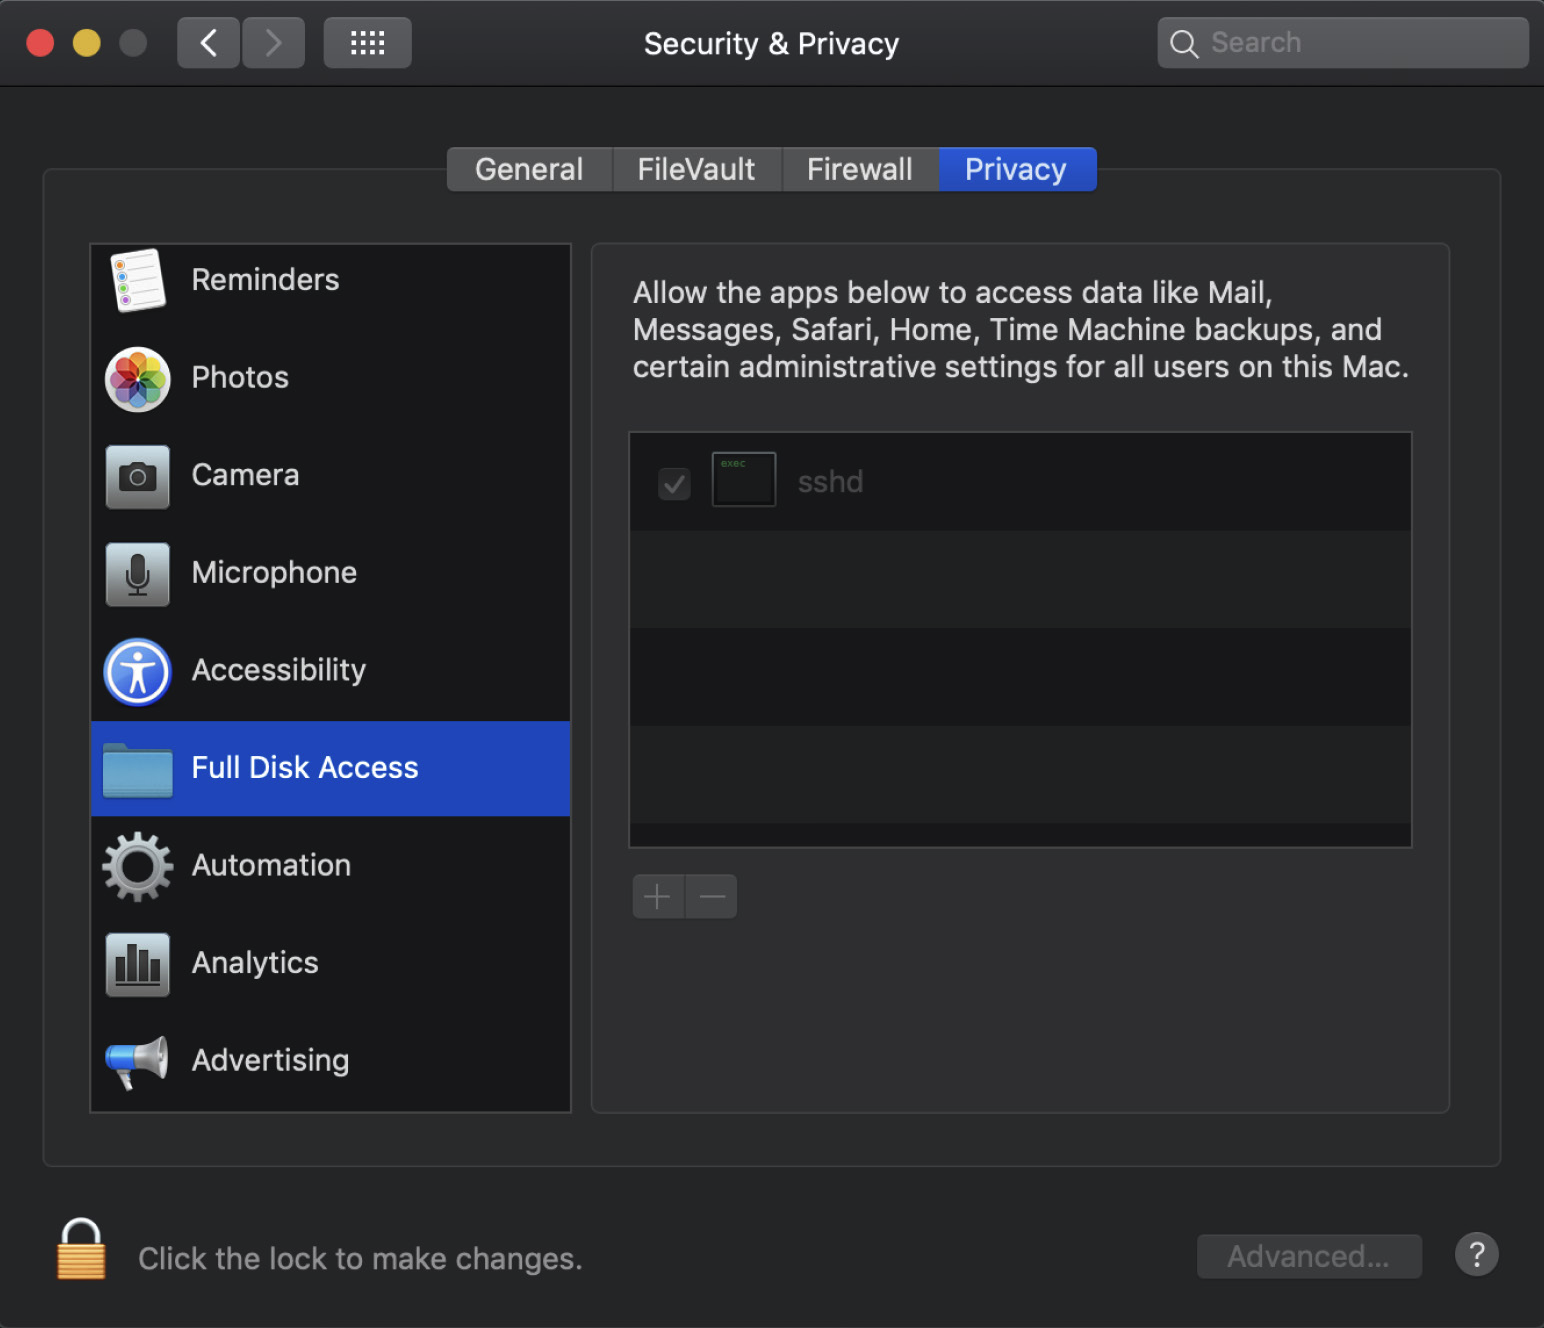 Security & Privacy
Search
General
FileVault
Firewall
Privacy
Reminders
Photos
Camera
Microphone
Accessibility
Full Disk Access
Automation
Analytics
Advertising
Allow the apps below to access data like Mail,
Messages, Safari, Home, Time Machine backups, and
certain administrative settings for all users on this Mac.
exec
sshd
Click the lock to make changes.
Advanced...
?